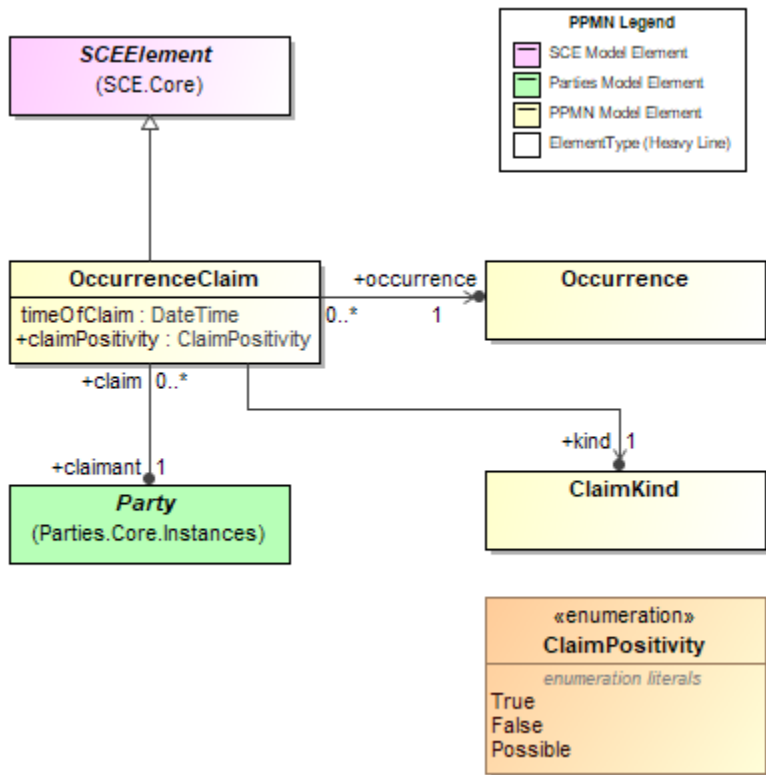 PPMN Legend
SCE Model Element
Parties Model Element
PPMN Model Element
ElementType (Heavy Line)
SCEElement
(SCE.Core)
OccurrenceClaim
timeOfClaim : DateTime
+claimPositivity : ClaimPositivity
+occurrence
0..*
1
Occurrence
+claim
0..*
+claimant
1
+kind
1
Party
(Parties.Core.Instances)
ClaimKind
«enumeration»
ClaimPositivity
enumeration literals
True
False
Possible